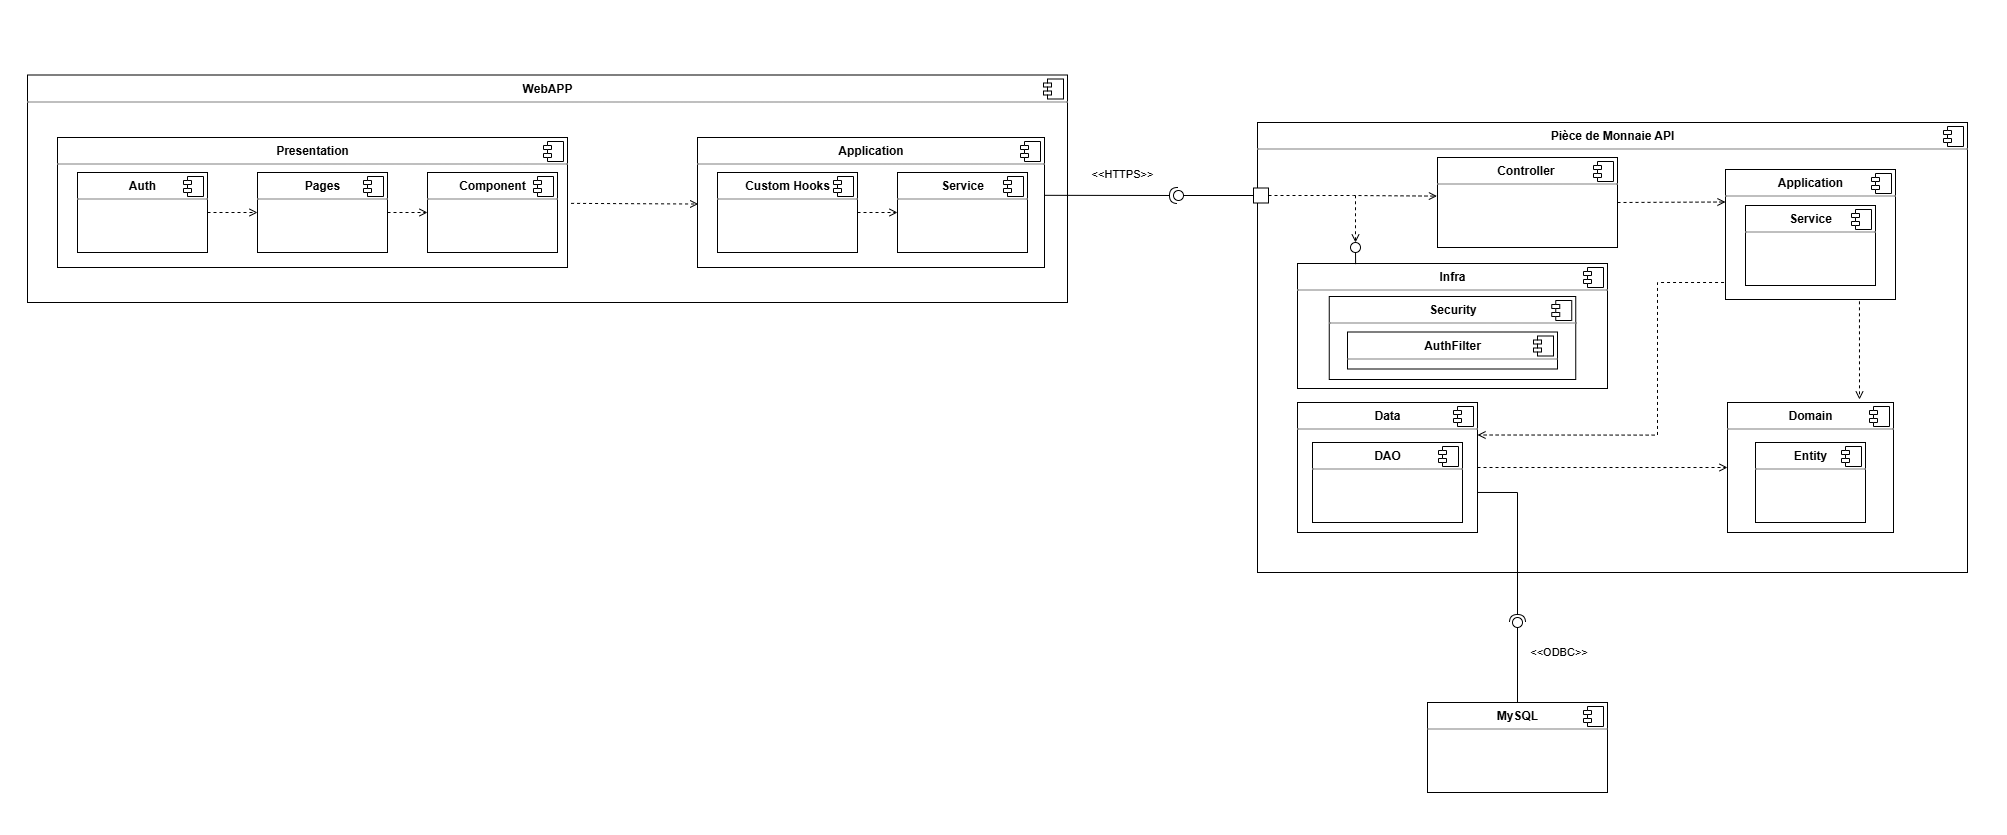 WebAPP
Presentation
Auth
Pages
Component
Application
Custom Hooks
Service
<<HTTPS>>
Pièce de Monnaie API
Controller
Application
Service
Infra
Security
AuthFilter
Data
DAO
Domain
Entity
<<ODBC>>
MySQL